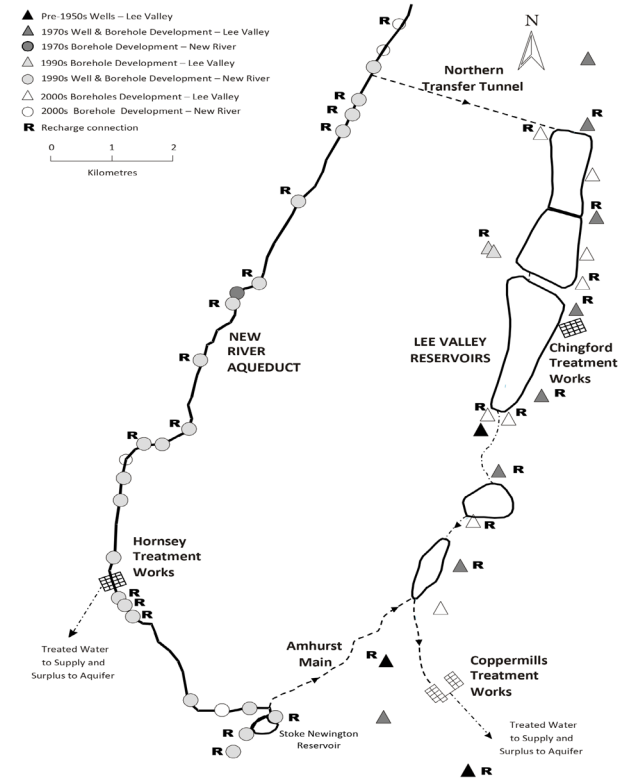 Pre-1950s Wells – Lee Valley
1970s Well & Borehole Development – Lee Valley
1970s Borehole Development – New River
1990s Borehole Development – Lee Valley
1990s Well & Borehole Development – New River
2000s Boreholes Development – Lee Valley
2000s Borehole Development – New River
R Recharge connection
0 1 2
Kilometres
N
R
Northern
Transfer Tunnel
R
R
R
R
R
R
R
R
R
R
R
R
NEW
RIVER
AQUEDUCT
LEE VALLEY
RESERVOIRS
Chingford
Treatment
Works
R
R
R
R
R
R
R
R
Hornsey
Treatment
Works
R
R
R
R
Treated Water
to Supply and
Surplus to Aquifer
Amhurst
Main
R
Coppermills
Treatment
Works
R
Stoke Newington
Reservoir
R
R
Treated Water
to Supply and
Surplus to Aquifer
R